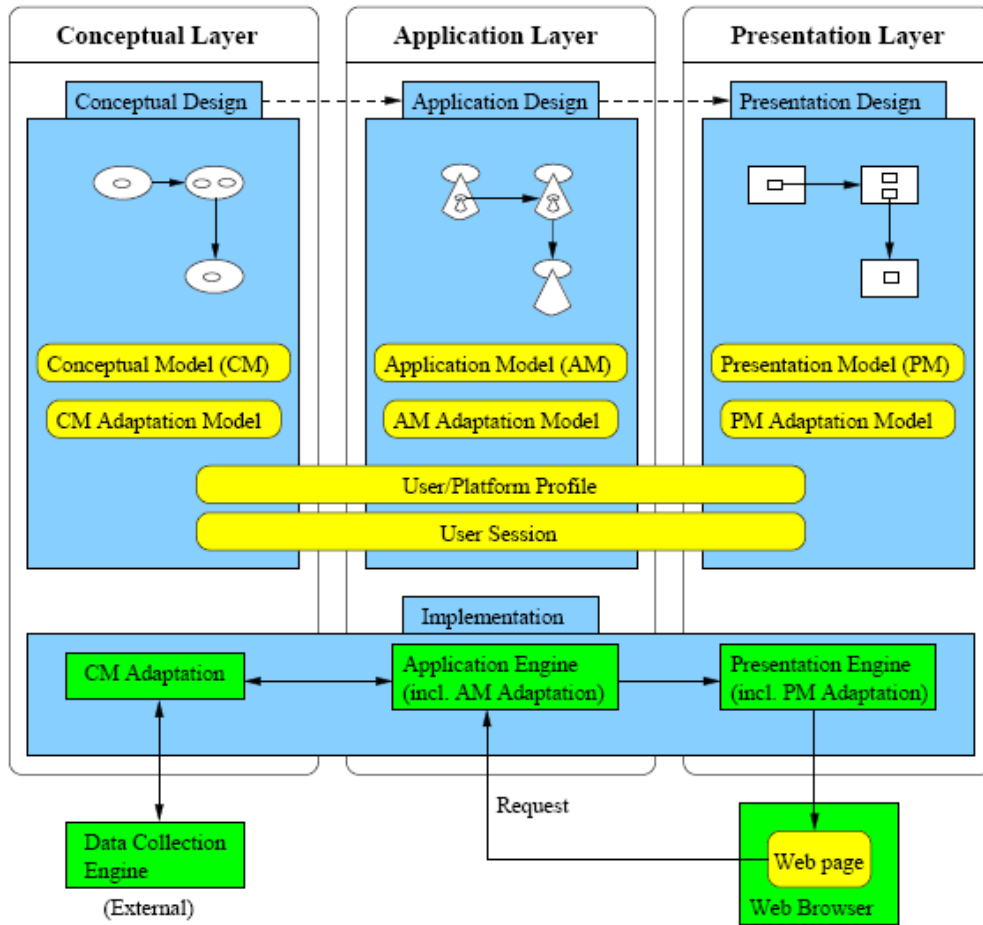 Conceptual Layer
Application Layer
Presentation Layer
Conceptual Design
Application Design
Presentation Design
Conceptual Model (CM)
Application Model (AM)
Presentation Model (PM)
CM Adaptation Model
AM Adaptation Model
PM Adaptation Model
User/Platform Profile
User Session
Implementation
CM Adaptation
Application Engine
(incl. AM Adaptation)
Presentation Engine
(incl. PM Adaptation)
Request
Data Collection
Engine
(External)
Web page
Web Browser